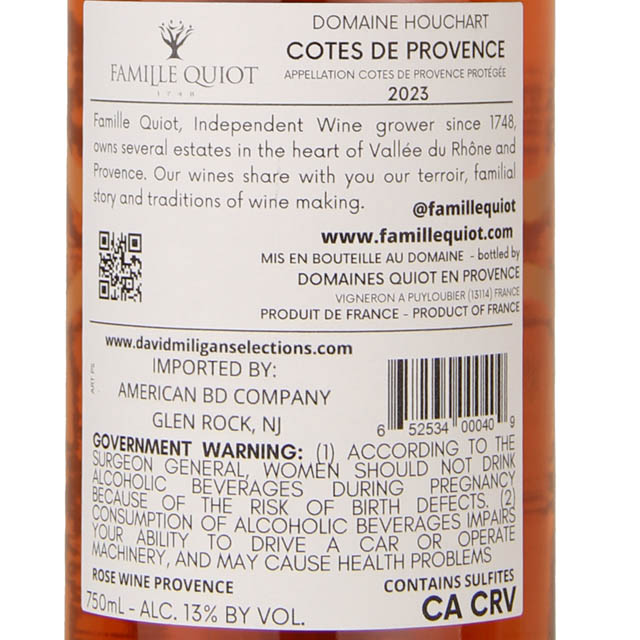 FAMILLE QUIOT
1748
DOMAINE HOUCHART
COTES DE PROVENCE
APPELLATION COTES DE PROVENCE PROTÉGÉE
2023
Famille Quiot, Independent Wine grower since 1748,
owns several estates in the heart of Vallée du Rhône and
Provence. Our wines share with you our terroir, familial
story and traditions of wine making.
@famillequiot
www.famillequiot.com
MIS EN BOUTEILLE AU DOMAINE - bottled by
DOMAINES QUIOT EN PROVENCE
VIGNERON A PUYLOUBIER (13114) FRANCE
PRODUIT DE FRANCE - PRODUCT OF FRANCE
www.davidmiliganselections.com
ART PS
IMPORTED BY:
AMERICAN BD COMPANY
GLEN ROCK, NJ
6 52534 00040 9
GOVERNMENT WARNING: (1) ACCORDING TO THE
SURGEON GENERAL, WOMEN SHOULD NOT DRINK
ALCOHOLIC BEVERAGES DURING PREGNANCY
BECAUSE OF THE RISK OF BIRTH DEFECTS. (2)
CONSUMPTION OF ALCOHOLIC BEVERAGES IMPAIRS
YOUR ABILITY TO DRIVE A CAR OR OPERATE
MACHINERY, AND MAY CAUSE HEALTH PROBLEMS
ROSE WINE PROVENCE
750mL - ALC. 13% BY VOL.
CONTAINS SULFITES
CA CRV